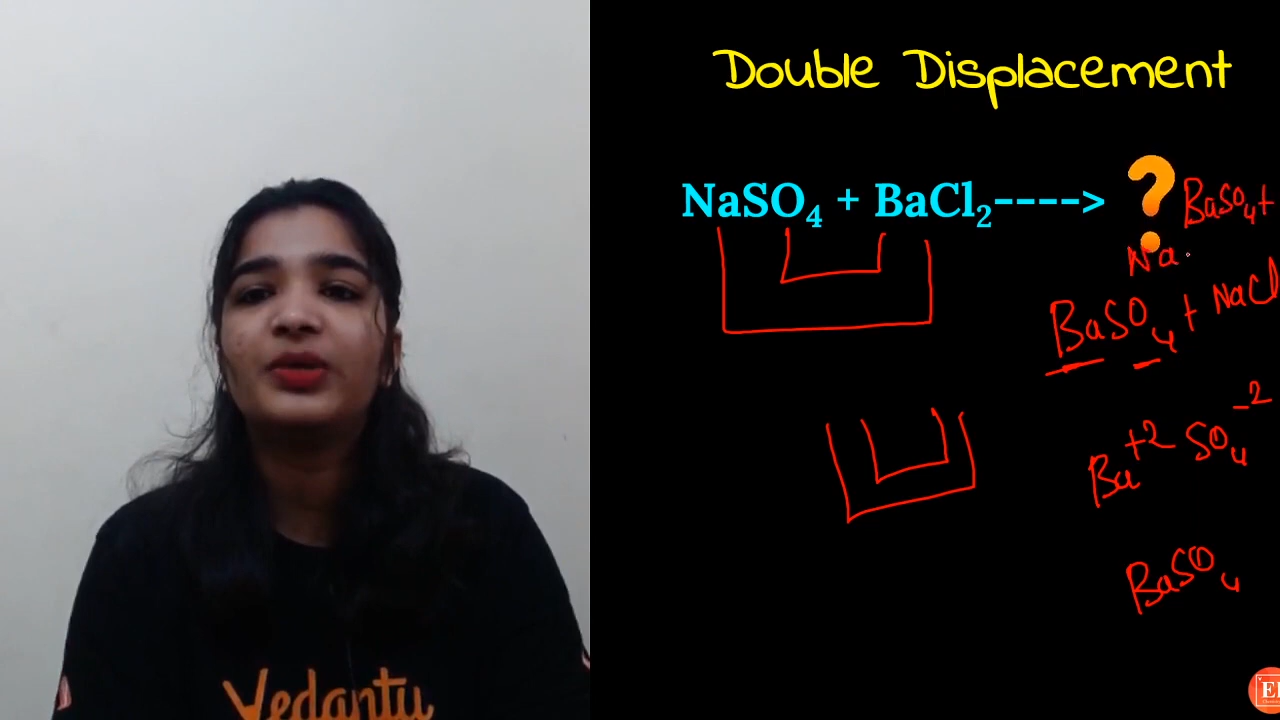 Double Displacement
NaSO₄ + BaCl₂----> ? BaSO₄+
Na
BaSO₄ + NaCl
Ba⁺² SO₄⁻²
BaSO₄
Vedantu